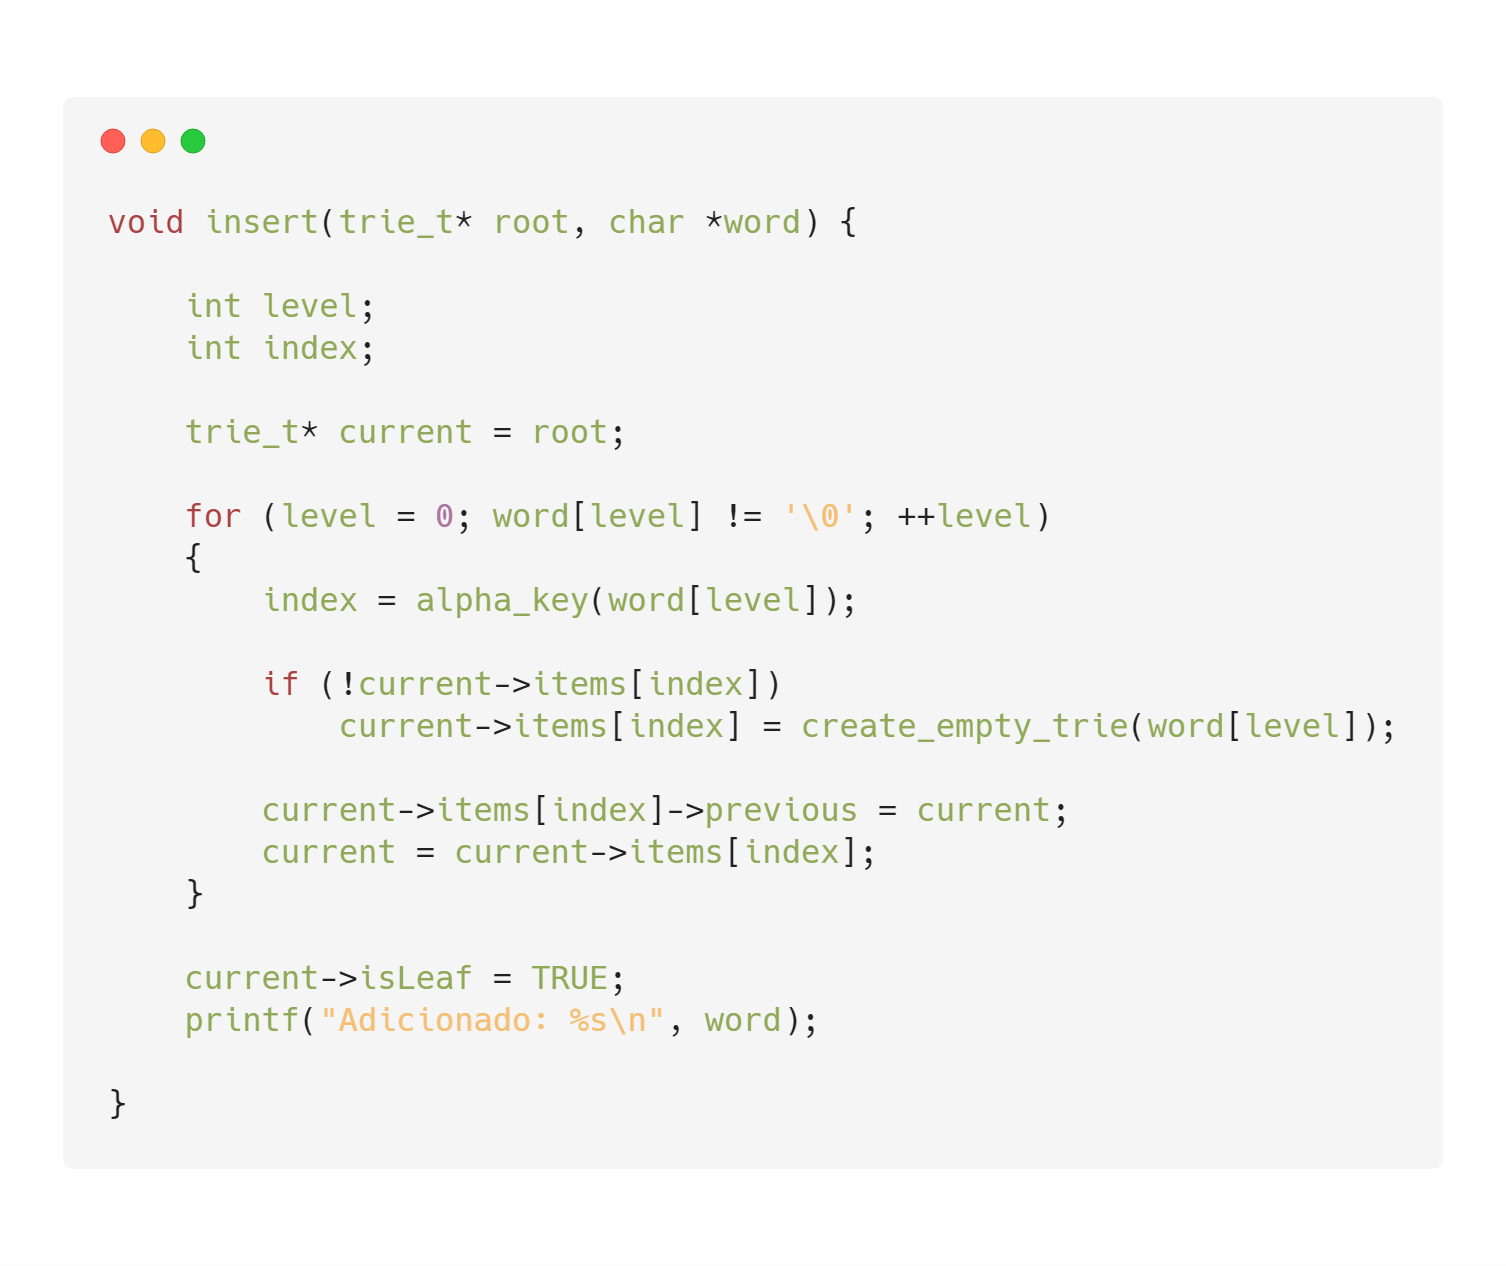 void insert(trie_t* root, char *word) {
    int level;
    int index;
    trie_t* current = root;
    for (level = 0; word[level] != '\0'; ++level)
    {
        index = alpha_key(word[level]);
        if (!current->items[index])
            current->items[index] = create_empty_trie(word[level]);
        current->items[index]->previous = current;
        current = current->items[index];
    }
    current->isLeaf = TRUE;
    printf("Adicionado: %s\n", word);
}